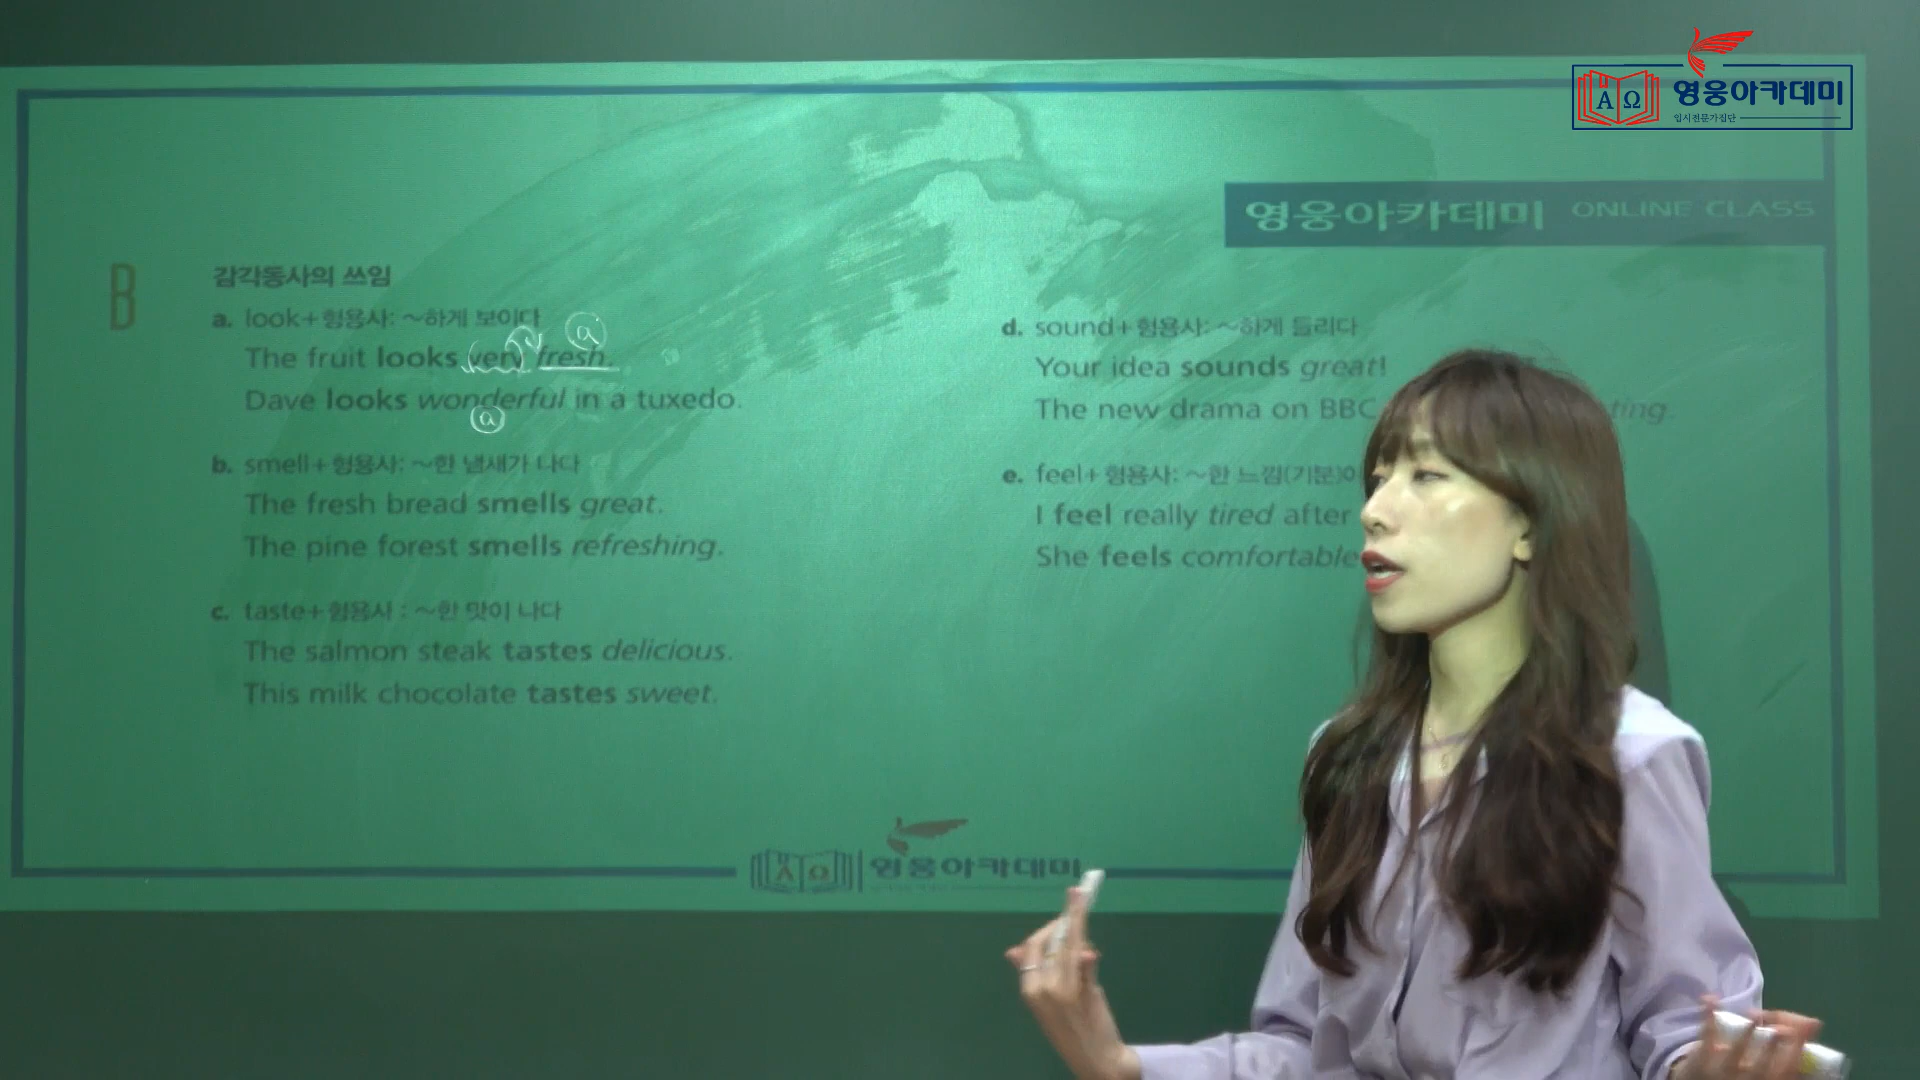 영웅아카데미
입시전문가집단
영웅아카데미 ONLINE CLASS
B
감각동사의 쓰임
a. look+형용사: ~하게 보이다
The fruit looks very fresh.
ⓐ
Dave looks wonderful in a tuxedo.
ⓐ
b. smell+형용사: ~한 냄새가 나다
The fresh bread smells great.
The pine forest smells refreshing.
c. taste+형용사 : ~한 맛이 나다
The salmon steak tastes delicious.
This milk chocolate tastes sweet.
d. sound+형용사: ~하게 들리다
Your idea sounds great!
The new drama on BBC ting.
e. feel+형용사: ~한 느낌(기분)이
I feel really tired after
She feels comfortable
영웅아카데미